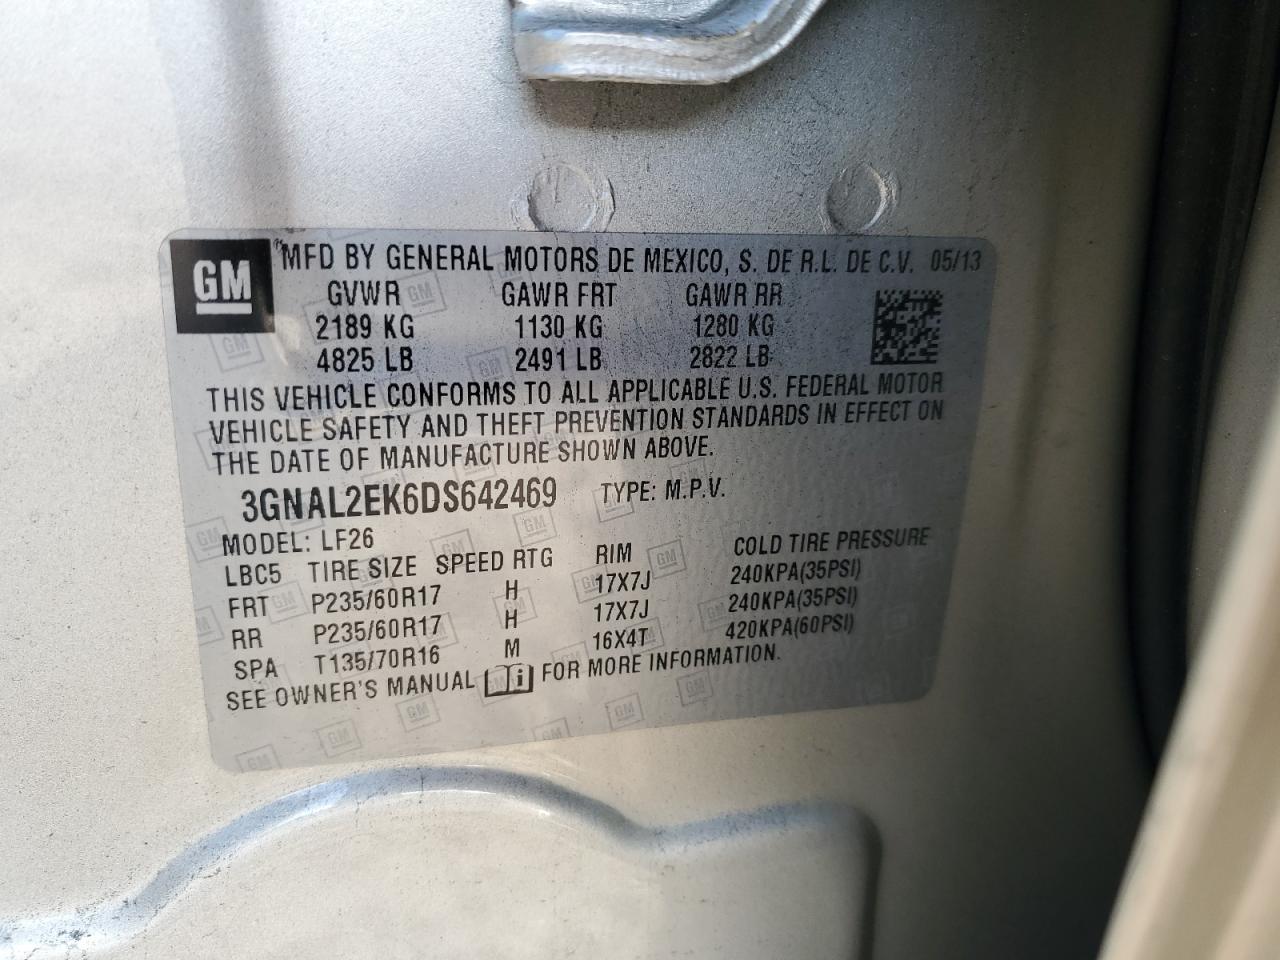 GM
MFD BY GENERAL MOTORS DE MEXICO, S. DE R.L. DE C.V. 05/13
GVWR GAWR FRT GAWR RR
2189 KG 1130 KG 1280 KG
4825 LB 2491 LB 2822 LB
THIS VEHICLE CONFORMS TO ALL APPLICABLE U.S. FEDERAL MOTOR
VEHICLE SAFETY AND THEFT PREVENTION STANDARDS IN EFFECT ON
THE DATE OF MANUFACTURE SHOWN ABOVE.
3GNAL2EK6DS642469 TYPE: M.P.V.
MODEL: LF26
LBC5 TIRE SIZE SPEED RTG RIM COLD TIRE PRESSURE
FRT P235/60R17 H 17X7J 240KPA(35PSI)
RR P235/60R17 H 17X7J 240KPA(35PSI)
SPA T135/70R16 M 16X4T 420KPA(60PSI)
SEE OWNER'S MANUAL FOR MORE INFORMATION.